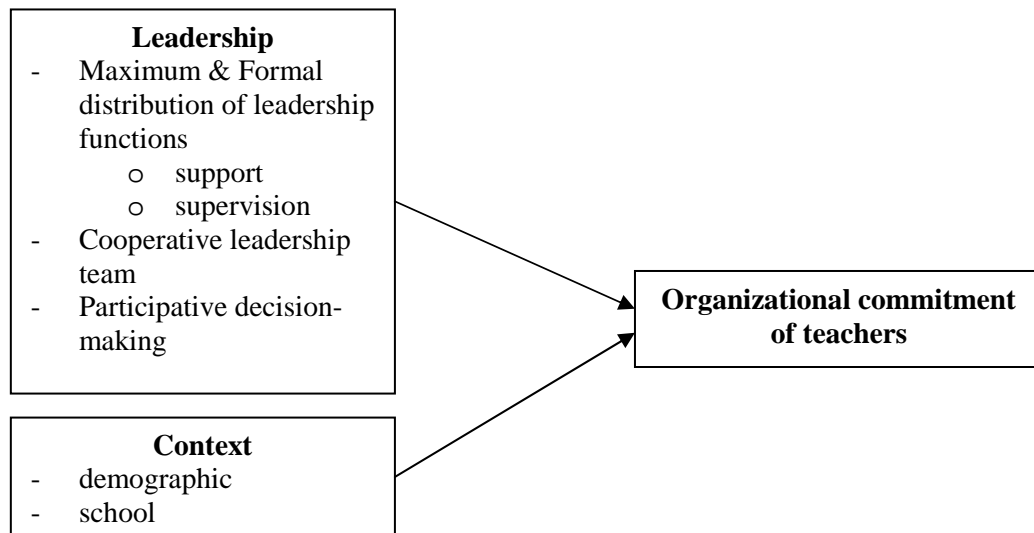 Leadership
- Maximum & Formal
distribution of leadership
functions
o support
o supervision
- Cooperative leadership
team
- Participative decision-
making
Organizational commitment
of teachers
Context
- demographic
- school